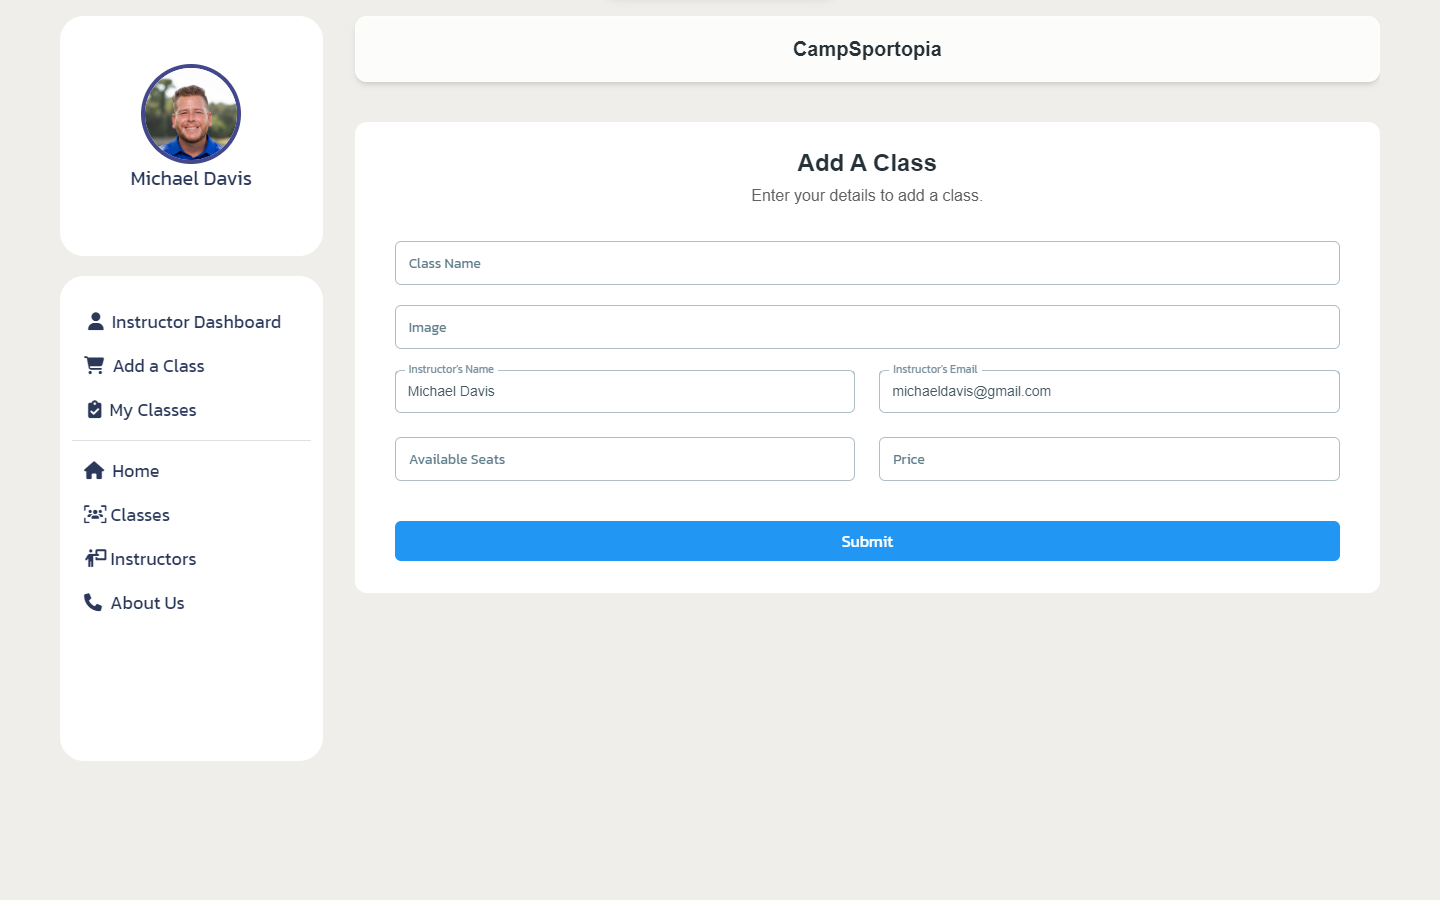 CampSportopia
Michael Davis
Instructor Dashboard
Add a Class
My Classes
Home
Classes
Instructors
About Us
Add A Class
Enter your details to add a class.
Class Name
Image
Instructor's Name
Michael Davis
Instructor's Email
michaeldavis@gmail.com
Available Seats
Price
Submit